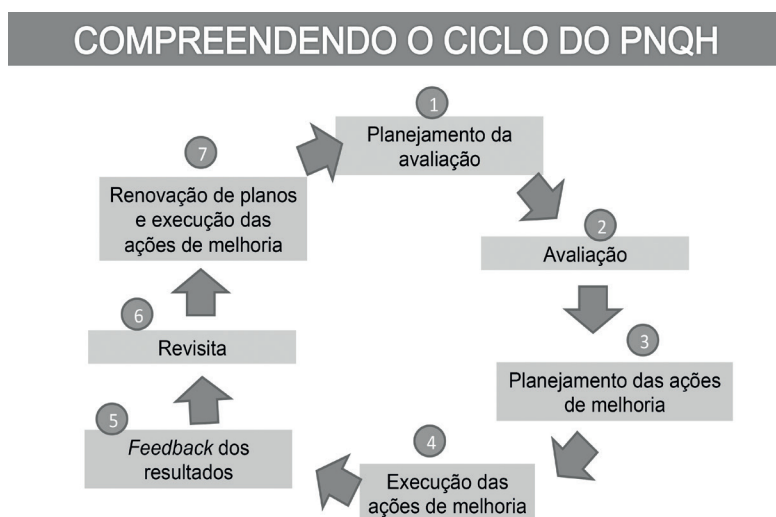 COMPREENDENDO O CICLO DO PNQH
1
Planejamento da
avaliação
2
Avaliação
3
Planejamento das ações
de melhoria
4
Execução das
ações de melhoria
5
Feedback dos
resultados
6
Revisita
7
Renovação de planos
e execução das
ações de melhoria